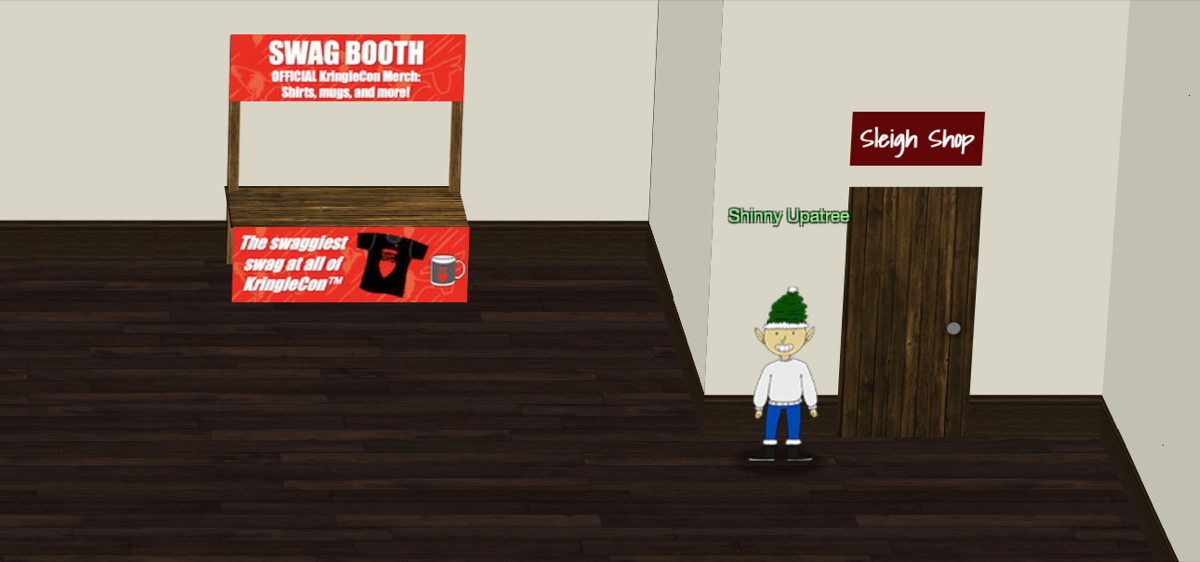 SWAG BOOTH
OFFICIAL KringleCon Merch:
Shirts, mugs, and more!
The swaggiest
swag at all of
KringleCon™
Sleigh Shop
Shinny Upatree